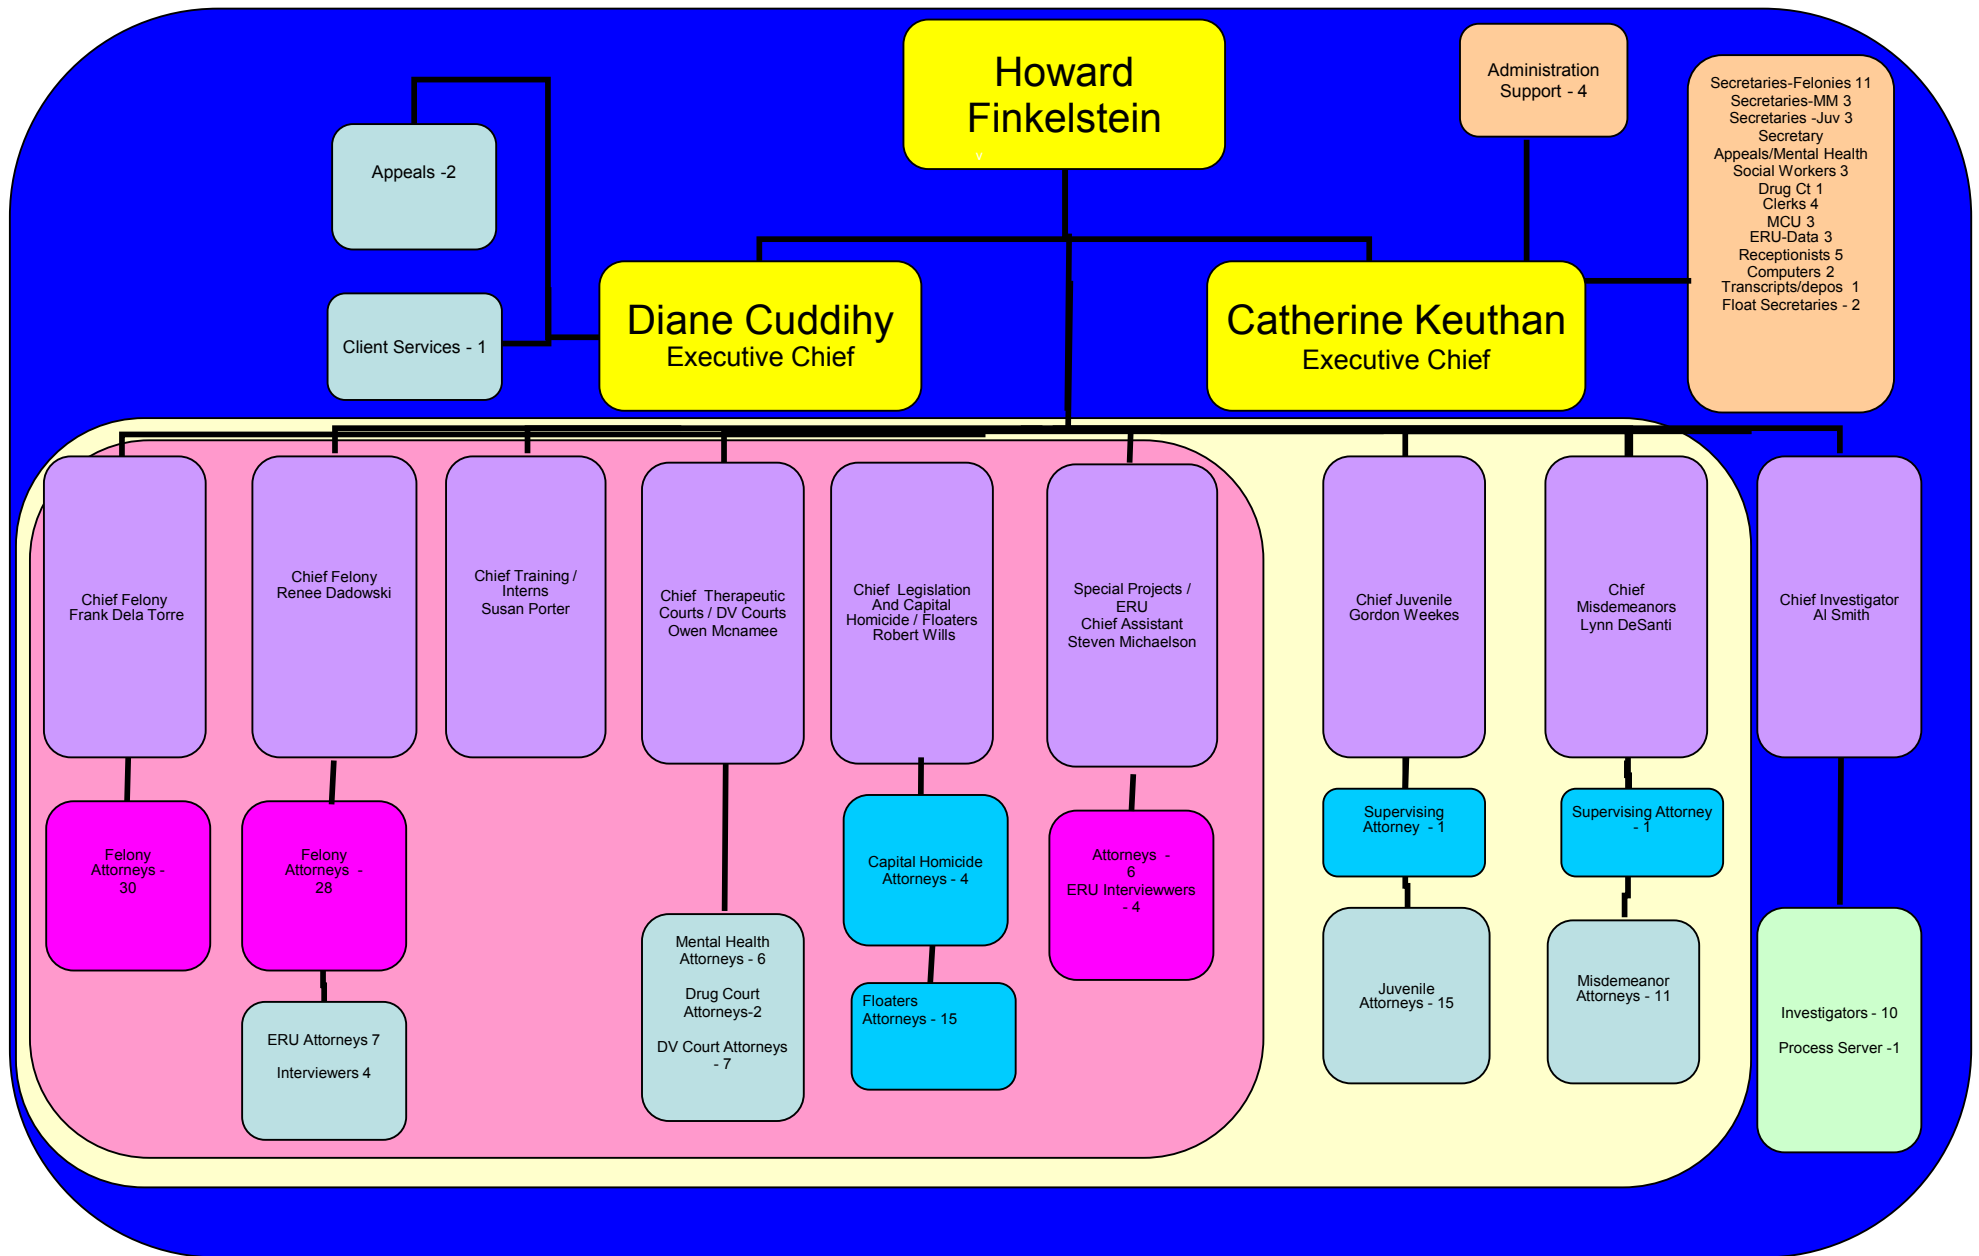 Howard
Finkelstein
v
Administration
Support - 4
Secretaries-Felonies 11
Secretaries-MM 3
Secretaries -Juv 3
Secretary
Appeals/Mental Health
Social Workers 3
Drug Ct 1
Clerks 4
MCU 3
ERU-Data 3
Receptionists 5
Computers 2
Transcripts/depos 1
Float Secretaries - 2
Appeals -2
Client Services - 1
Diane Cuddihy
Executive Chief
Catherine Keuthan
Executive Chief
Chief Felony
Frank Dela Torre
Chief Felony
Renee Dadowski
Chief Training /
Interns
Susan Porter
Chief Therapeutic
Courts / DV Courts
Owen Mcnamee
Chief Legislation
And Capital
Homicide / Floaters
Robert Wills
Special Projects /
ERU
Chief Assistant
Steven Michaelson
Chief Juvenile
Gordon Weekes
Chief
Misdemeanors
Lynn DeSanti
Chief Investigator
Al Smith
Felony
Attorneys -
30
Felony
Attorneys -
28
ERU Attorneys 7
Interviewers 4
Mental Health
Attorneys - 6
Drug Court
Attorneys-2
DV Court Attorneys
- 7
Capital Homicide
Attorneys - 4
Floaters
Attorneys - 15
Attorneys -
6
ERU Interviewwers
- 4
Supervising
Attorney - 1
Juvenile
Attorneys - 15
Supervising Attorney
- 1
Misdemeanor
Attorneys - 11
Investigators - 10
Process Server -1